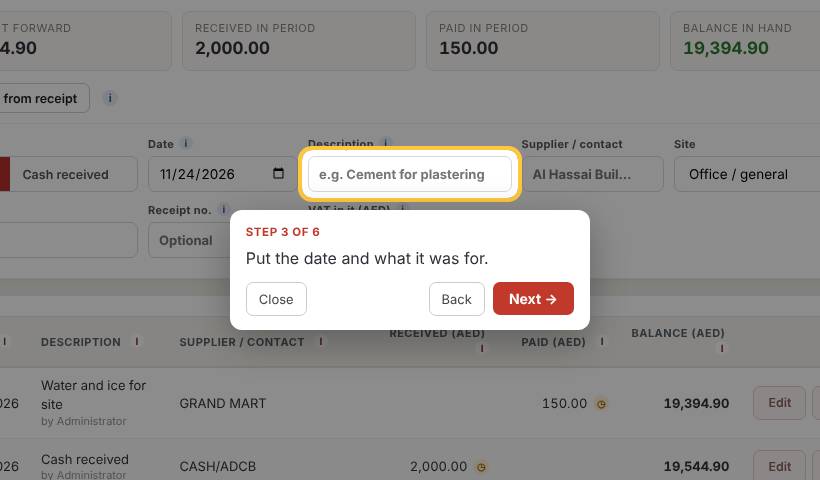 T FORWARD
4.90
RECEIVED IN PERIOD
2,000.00
PAID IN PERIOD
150.00
BALANCE IN HAND
19,394.90
from receipt
Date
Description
Supplier / contact
Site
Cash received
11/24/2026
e.g. Cement for plastering
Al Hassai Buil...
Office / general
Receipt no.
VAT in it (AED)
Optional
STEP 3 OF 6
Put the date and what it was for.
Close
Back
Next →
DESCRIPTION
SUPPLIER / CONTACT
RECEIVED (AED)
PAID (AED)
BALANCE (AED)
026
Water and ice for
site
by Administrator
GRAND MART
150.00
19,394.90
Edit
026
Cash received
by Administrator
CASH/ADCB
2,000.00
19,544.90
Edit